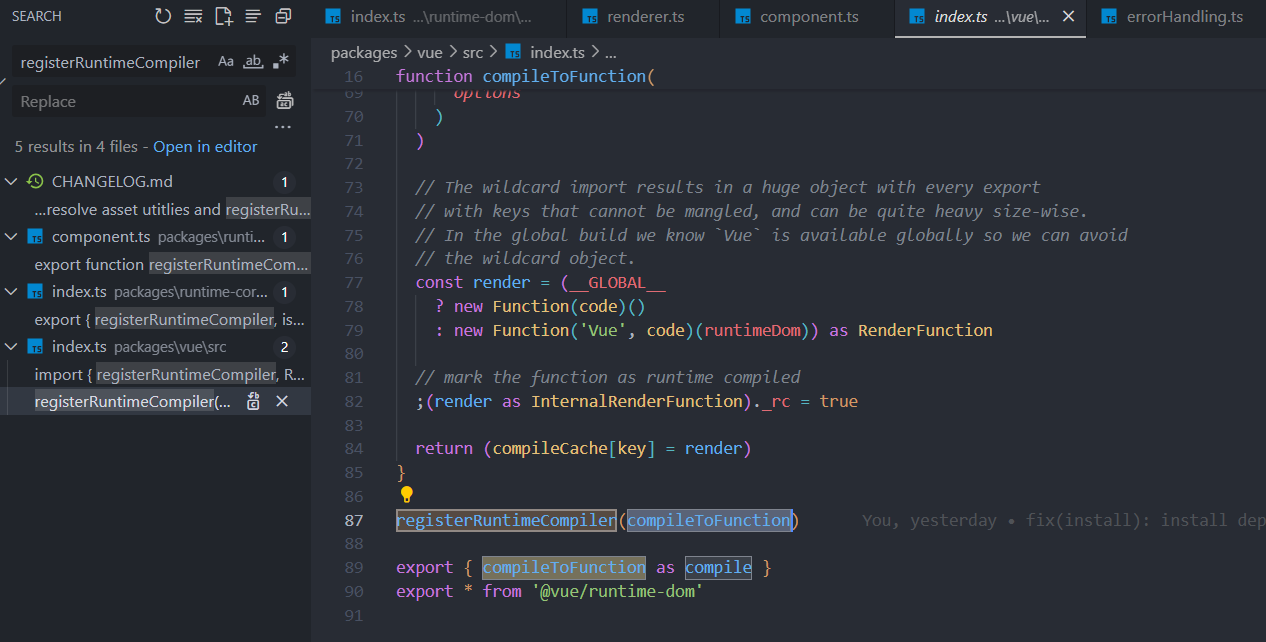 SEARCH
registerRuntimeCompiler Aa ab .*
Replace AB
...
5 results in 4 files - Open in editor
CHANGELOG.md 1
...resolve asset utitlies and registerRu...
component.ts packages\runti... 1
export function registerRuntimeCom...
index.ts packages\runtime-cor... 1
export { registerRuntimeCompiler, is...
index.ts packages\vue\src 2
import { registerRuntimeCompiler, R...
registerRuntimeCompiler(...
TS index.ts ...\runtime-dom\...
TS renderer.ts
TS component.ts
TS index.ts ...\vue\...
TS errorHandling.ts
packages > vue > src > TS index.ts > ...
16 function compileToFunction(
69 options
70 )
71 )
72
73 // The wildcard import results in a huge object with every export
74 // with keys that cannot be mangled, and can be quite heavy size-wise.
75 // In the global build we know `Vue` is available globally so we can avoid
76 // the wildcard object.
77 const render = (__GLOBAL__
78 ? new Function(code)()
79 : new Function('Vue', code)(runtimeDom)) as RenderFunction
80
81 // mark the function as runtime compiled
82 ;(render as InternalRenderFunction)._rc = true
83
84 return (compileCache[key] = render)
85 }
86
87 registerRuntimeCompiler(compileToFunction) You, yesterday • fix(install): install dep
88
89 export { compileToFunction as compile }
90 export * from '@vue/runtime-dom'
91